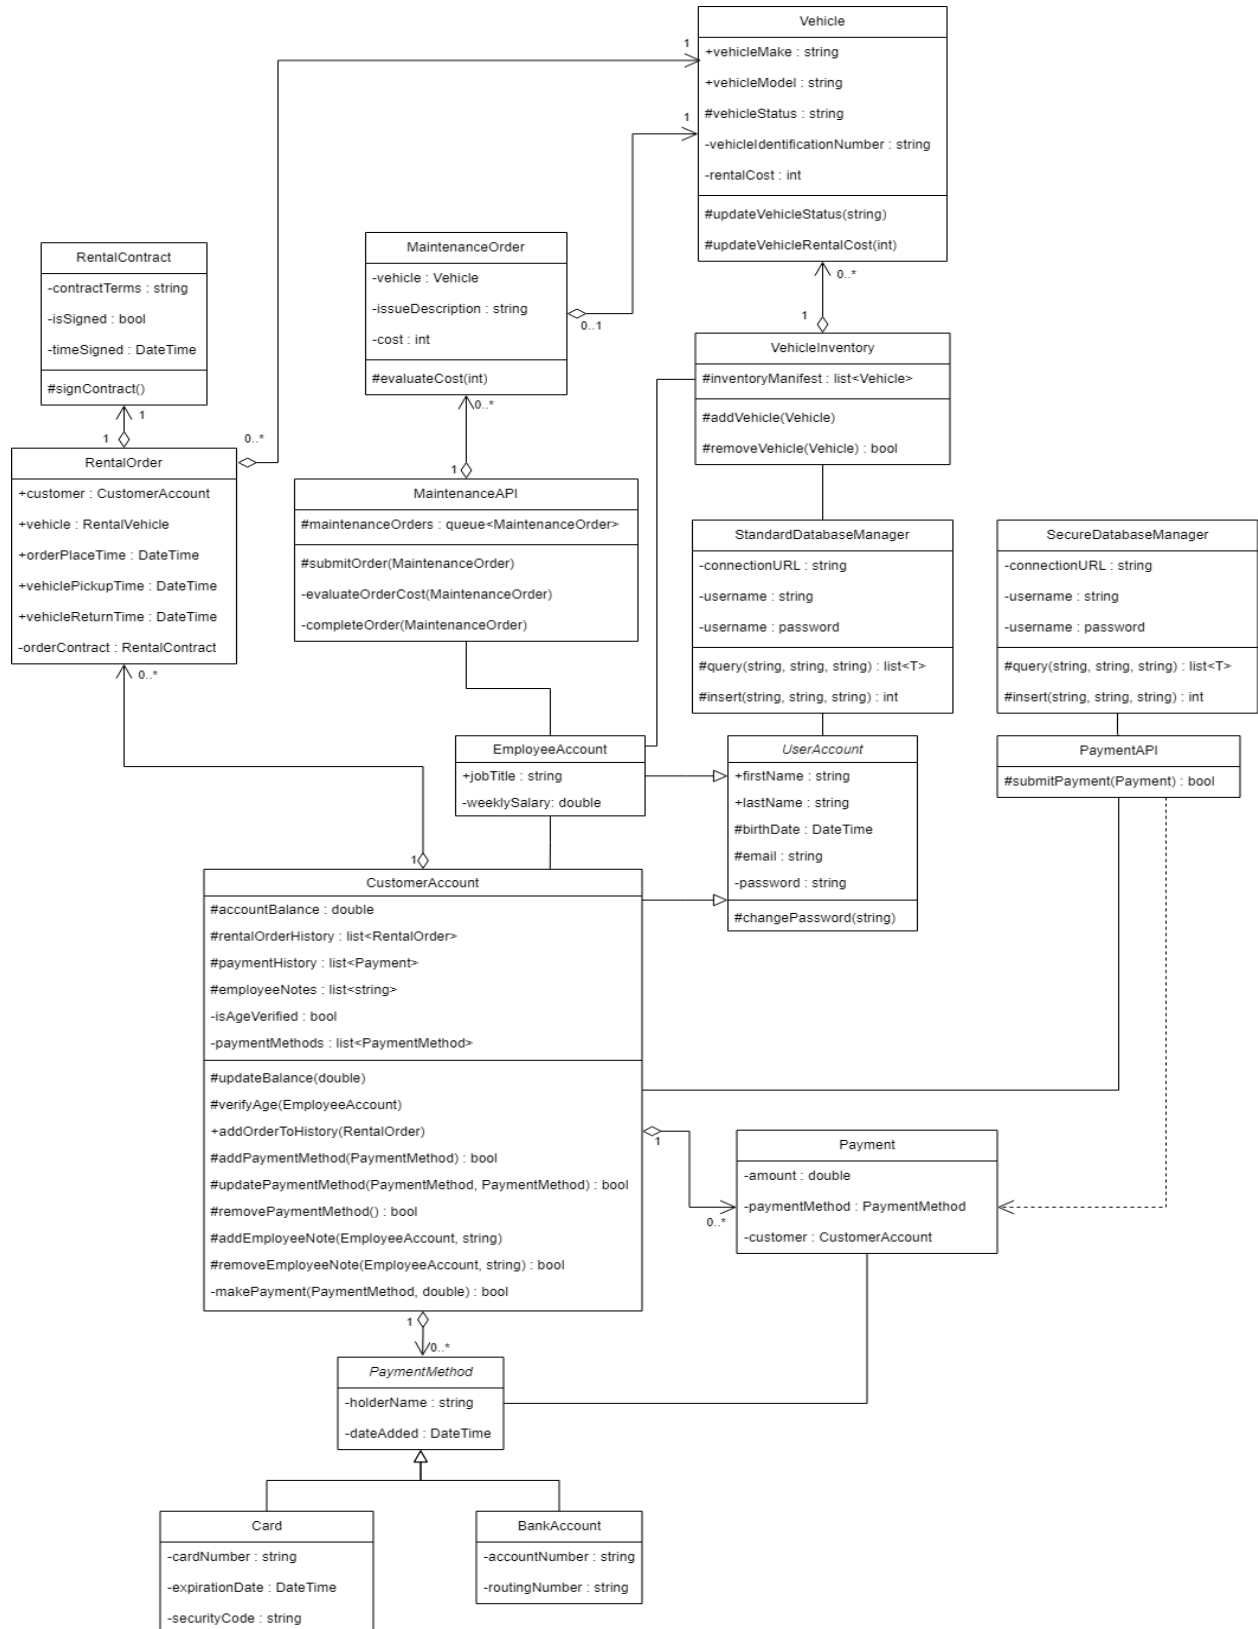 Vehicle
+vehicleMake : string
+vehicleModel : string
#vehicleStatus : string
-vehicleIdentificationNumber : string
-rentalCost : int
#updateVehicleStatus(string)
#updateVehicleRentalCost(int)
1
1
0..*
1
RentalContract
-contractTerms : string
-isSigned : bool
-timeSigned : DateTime
#signContract()
1
1
MaintenanceOrder
-vehicle : Vehicle
-issueDescription : string
-cost : int
#evaluateCost(int)
0..1
0..*
1
VehicleInventory
#inventoryManifest : list<Vehicle>
#addVehicle(Vehicle)
#removeVehicle(Vehicle) : bool
RentalOrder
+customer : CustomerAccount
+vehicle : RentalVehicle
+orderPlaceTime : DateTime
+vehiclePickupTime : DateTime
+vehicleReturnTime : DateTime
-orderContract : RentalContract
0..*
0..*
MaintenanceAPI
#maintenanceOrders : queue<MaintenanceOrder>
#submitOrder(MaintenanceOrder)
-evaluateOrderCost(MaintenanceOrder)
-completeOrder(MaintenanceOrder)
StandardDatabaseManager
-connectionURL : string
-username : string
-username : password
#query(string, string, string) : list<T>
#insert(string, string, string) : int
SecureDatabaseManager
-connectionURL : string
-username : string
-username : password
#query(string, string, string) : list<T>
#insert(string, string, string) : int
EmployeeAccount
+jobTitle : string
-weeklySalary: double
UserAccount
+firstName : string
+lastName : string
#birthDate : DateTime
#email : string
-password : string
#changePassword(string)
PaymentAPI
#submitPayment(Payment) : bool
1
CustomerAccount
#accountBalance : double
#rentalOrderHistory : list<RentalOrder>
#paymentHistory : list<Payment>
#employeeNotes : list<string>
-isAgeVerified : bool
-paymentMethods : list<PaymentMethod>
#updateBalance(double)
#verifyAge(EmployeeAccount)
+addOrderToHistory(RentalOrder)
#addPaymentMethod(PaymentMethod) : bool
#updatePaymentMethod(PaymentMethod, PaymentMethod) : bool
#removePaymentMethod() : bool
#addEmployeeNote(EmployeeAccount, string)
#removeEmployeeNote(EmployeeAccount, string) : bool
-makePayment(PaymentMethod, double) : bool
1
0..*
Payment
-amount : double
-paymentMethod : PaymentMethod
-customer : CustomerAccount
1
0..*
PaymentMethod
-holderName : string
-dateAdded : DateTime
Card
-cardNumber : string
-expirationDate : DateTime
-securityCode : string
BankAccount
-accountNumber : string
-routingNumber : string